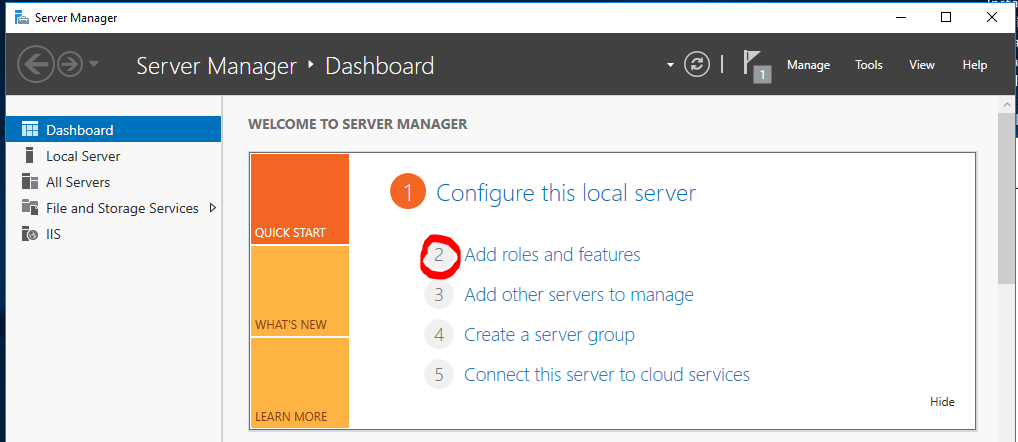 Server Manager
Server Manager ‣ Dashboard
1
Manage
Tools
View
Help
Dashboard
Local Server
All Servers
File and Storage Services
IIS
WELCOME TO SERVER MANAGER
QUICK START
WHAT'S NEW
LEARN MORE
1 Configure this local server
2 Add roles and features
3 Add other servers to manage
4 Create a server group
5 Connect this server to cloud services
Hide